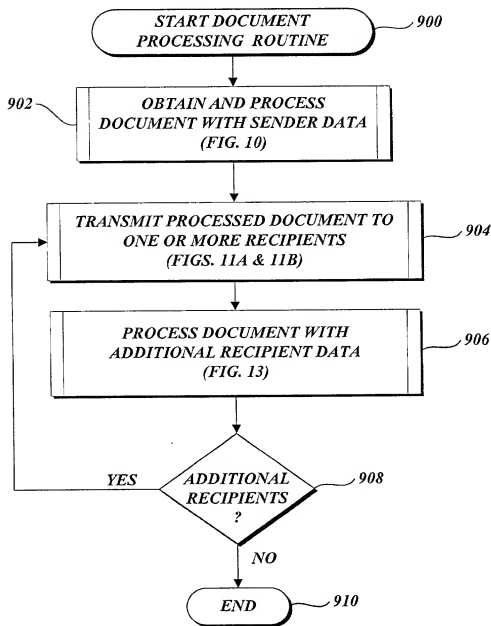 START DOCUMENT
PROCESSING ROUTINE
900
902
OBTAIN AND PROCESS
DOCUMENT WITH SENDER DATA
(FIG. 10)
TRANSMIT PROCESSED DOCUMENT TO
ONE OR MORE RECIPIENTS
(FIGS. 11A & 11B)
904
PROCESS DOCUMENT WITH
ADDITIONAL RECIPIENT DATA
(FIG. 13)
906
YES
ADDITIONAL
RECIPIENTS
?
908
NO
END
910